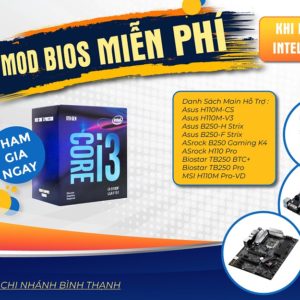 MOD BIOS MIỄN PHÍ
KHI
INTEL
Danh Sách Main Hỗ Trợ :
Asus H110M-CS
Asus H110M-V3
Asus B250-H Strix
Asus B250-F Strix
ASrock B250 Gaming K4
ASrock H110 Pro
Biostar TB250 BTC+
Biostar TB250 Pro
MSI H110M Pro-VD
HAM
GIA
NGAY
intel
CORE i3
CHI NHÁNH BÌNH THẠNH